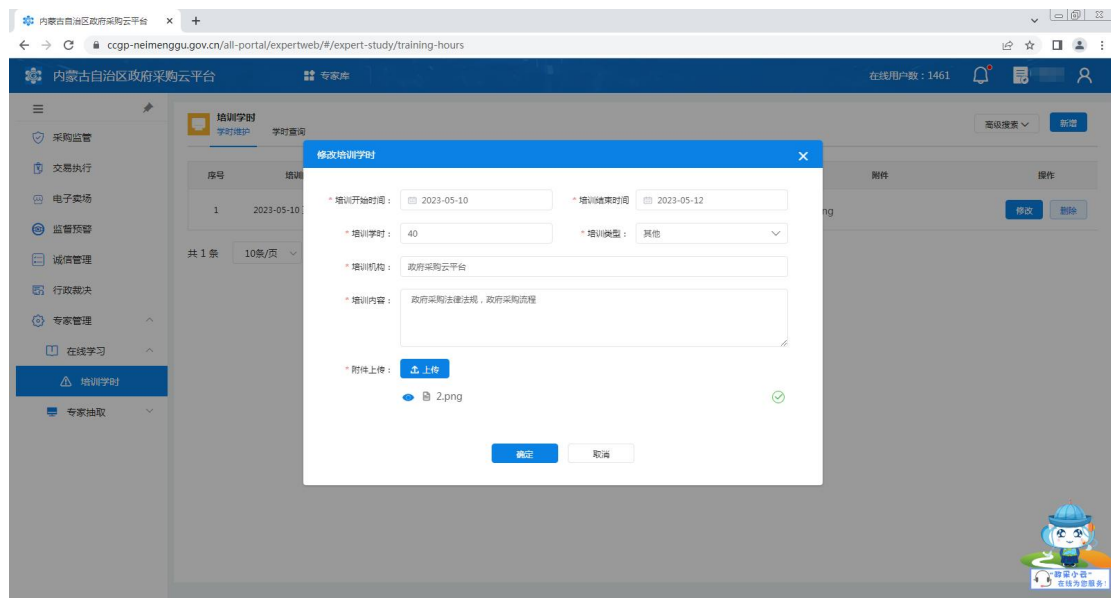 内蒙古自治区政府采购云平台
ccgp-neimenggu.gov.cn/all-portal/expertweb/#/expert-study/training-hours
内蒙古自治区政府采购云平台 专家库 在线用户数：1461
采购监管
交易执行
电子卖场
监督预警
诚信管理
行政裁决
专家管理
在线学习
培训学时
专家抽取
培训学时
学时维护 学时查询
高级搜索 新增
序号 培训 附件 操作
1 2023-05-10 ng 修改 删除
共 1 条 10条/页
修改培训学时
* 培训开始时间： 2023-05-10 * 培训结束时间 2023-05-12
* 培训学时： 40 * 培训类型： 其他
* 培训机构： 政府采购云平台
* 培训内容： 政府采购法律法规，政府采购流程
* 附件上传： 上传
2.png
确定 取消
"政采小云"
在线为您服务！